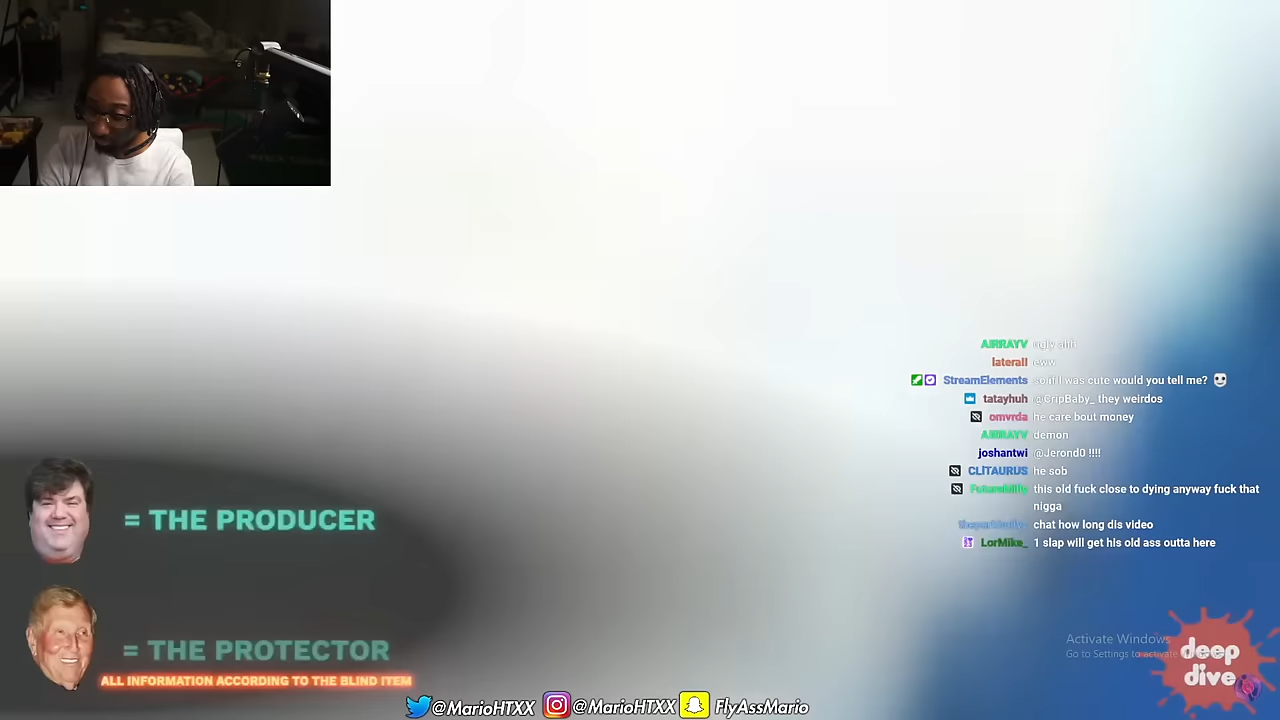 AIRRAYV ugly ahh
laterall eww
StreamElements so if I was cute would you tell me?
tatayhuh @CripBaby_ they weirdos
omvrda he care bout money
AIRRAYV demon
joshantwi @Jerond0 !!!!
CLITAURUS he sob
this old fuck close to dying anyway fuck that
nigga
chat how long dis video
LorMike_ 1 slap will get his old ass outta here
= THE PRODUCER
= THE PROTECTOR
ALL INFORMATION ACCORDING TO THE BLIND ITEM
Activate Windows
Go to Settings to activate
deep
dive
@MarioHTXX @MarioHTXX FlyAssMario